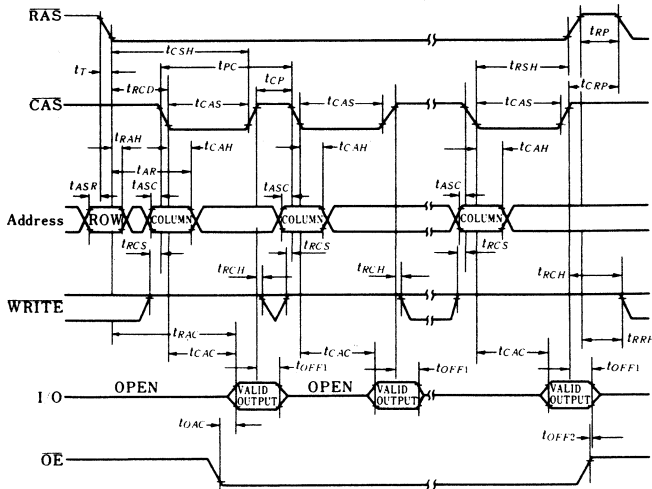 RAS
tRP
tCSH
tT
tRCD
tPC
tCP
tRSH
tCRP
CAS
tCAS
tCAS
tCAS
tRAH
tAR
tCAH
tCAH
tCAH
tASR
tASC
tASC
tASC
Address
ROW
COLUMN
COLUMN
COLUMN
tRCS
tRCS
tRCS
tRCH
tRCH
tRCH
WRITE
tRAC
tRRH
tCAC
tCAC
tCAC
tOFF1
tOFF1
tOFF1
I/O
OPEN
VALID OUTPUT
OPEN
VALID OUTPUT
VALID OUTPUT
tOAC
tOFF2
OE